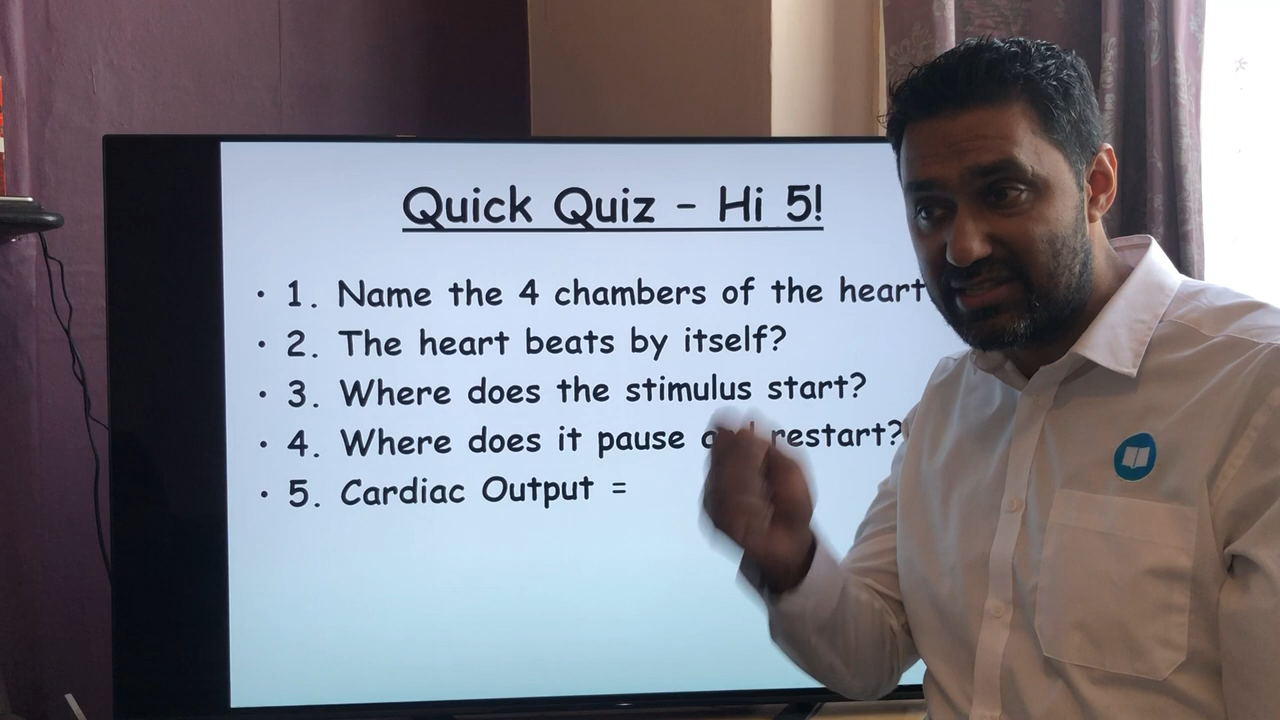 Quick Quiz - Hi 5!
• 1. Name the 4 chambers of the heart
• 2. The heart beats by itself?
• 3. Where does the stimulus start?
• 4. Where does it pause and restart?
• 5. Cardiac Output =